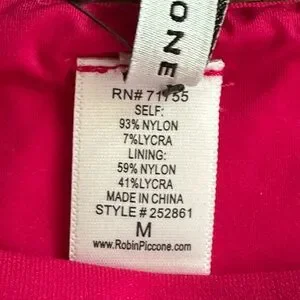 ONE
RN# 71755
SELF:
93% NYLON
7%LYCRA
LINING:
59% NYLON
41%LYCRA
MADE IN CHINA
STYLE # 252861
M
www.RobinPiccone.com